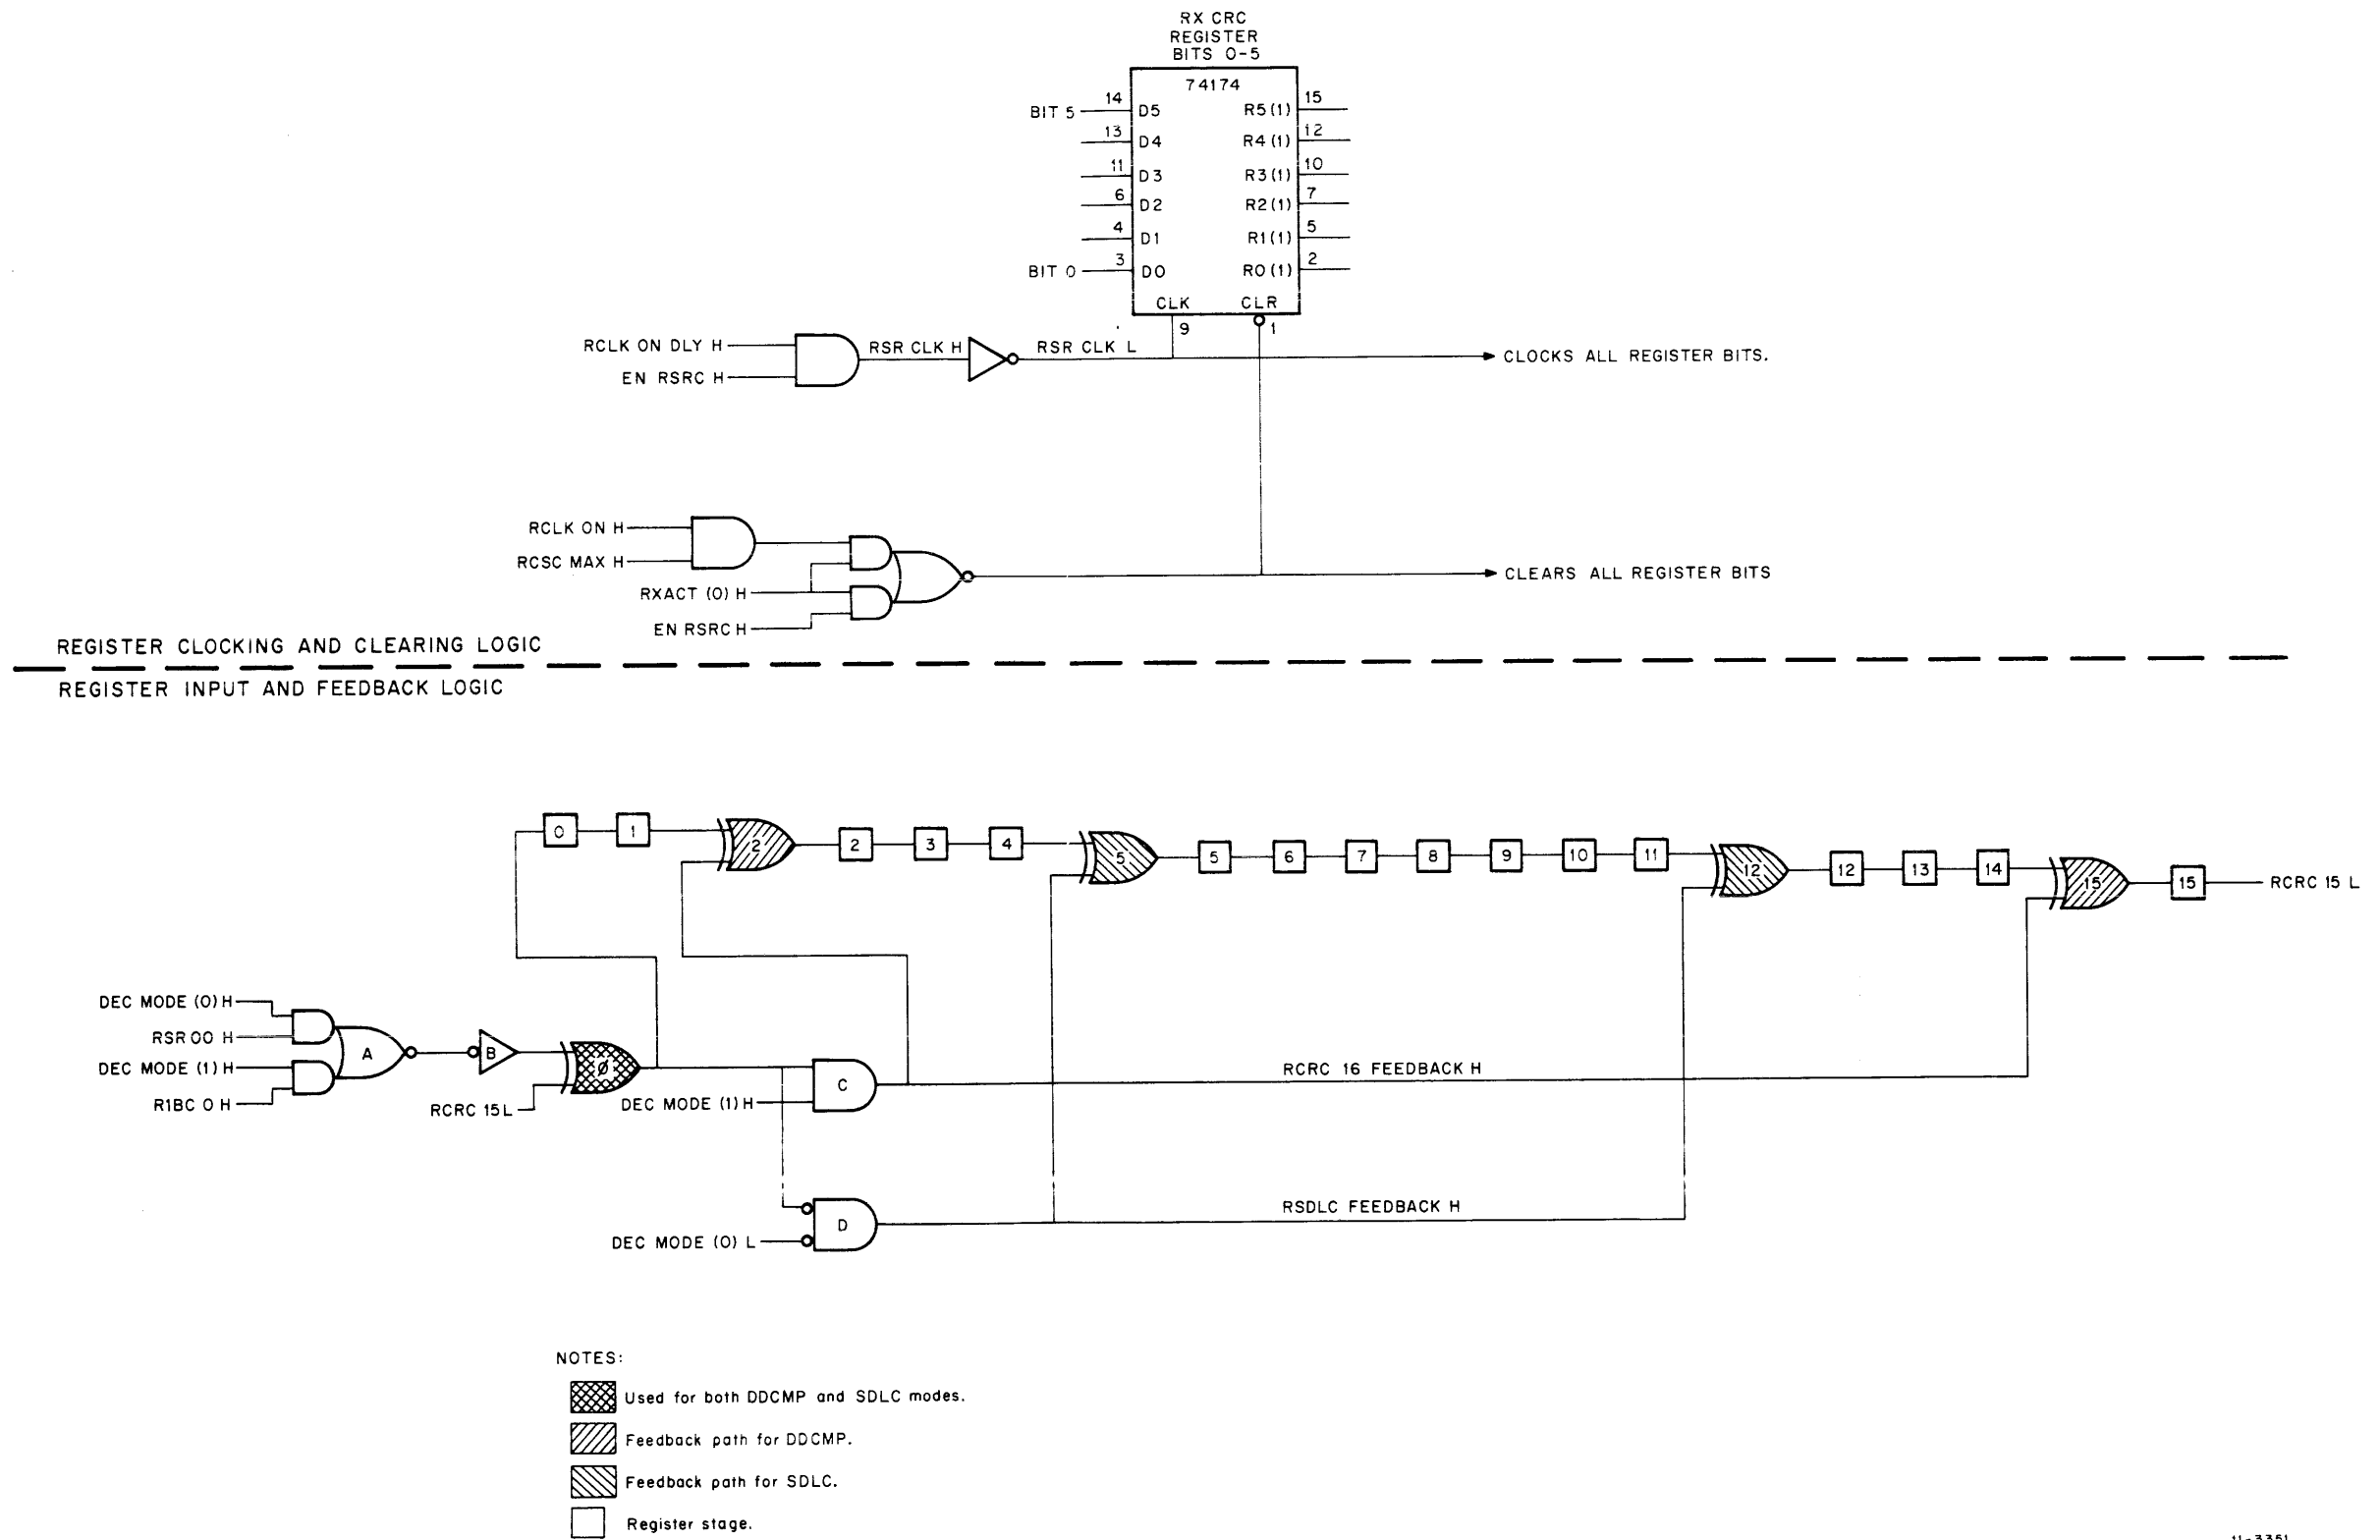 RX CRC
REGISTER
BITS 0-5
74174
BIT 5 14 D5 R5(1) 15
13 D4 R4(1) 12
11 D3 R3(1) 10
6 D2 R2(1) 7
4 D1 R1(1) 5
BIT 0 3 D0 R0(1) 2
CLK CLR
9 1
RCLK ON DLY H
EN RSRC H
RSR CLK H
RSR CLK L
CLOCKS ALL REGISTER BITS.
RCLK ON H
RCSC MAX H
RXACT (0) H
EN RSRC H
CLEARS ALL REGISTER BITS
REGISTER CLOCKING AND CLEARING LOGIC
REGISTER INPUT AND FEEDBACK LOGIC
0 1 2 2 3 4 5 5 6 7 8 9 10 11 12 12 13 14 15 15 RCRC 15 L
DEC MODE (0) H
RSR 00 H
DEC MODE (1) H
R1BC 0 H
A
B
RCRC 15 L
Ø
C
DEC MODE (1) H
RCRC 16 FEEDBACK H
D
DEC MODE (0) L
RSDLC FEEDBACK H
NOTES:
Used for both DDCMP and SDLC modes.
Feedback path for DDCMP.
Feedback path for SDLC.
Register stage.
11-3351